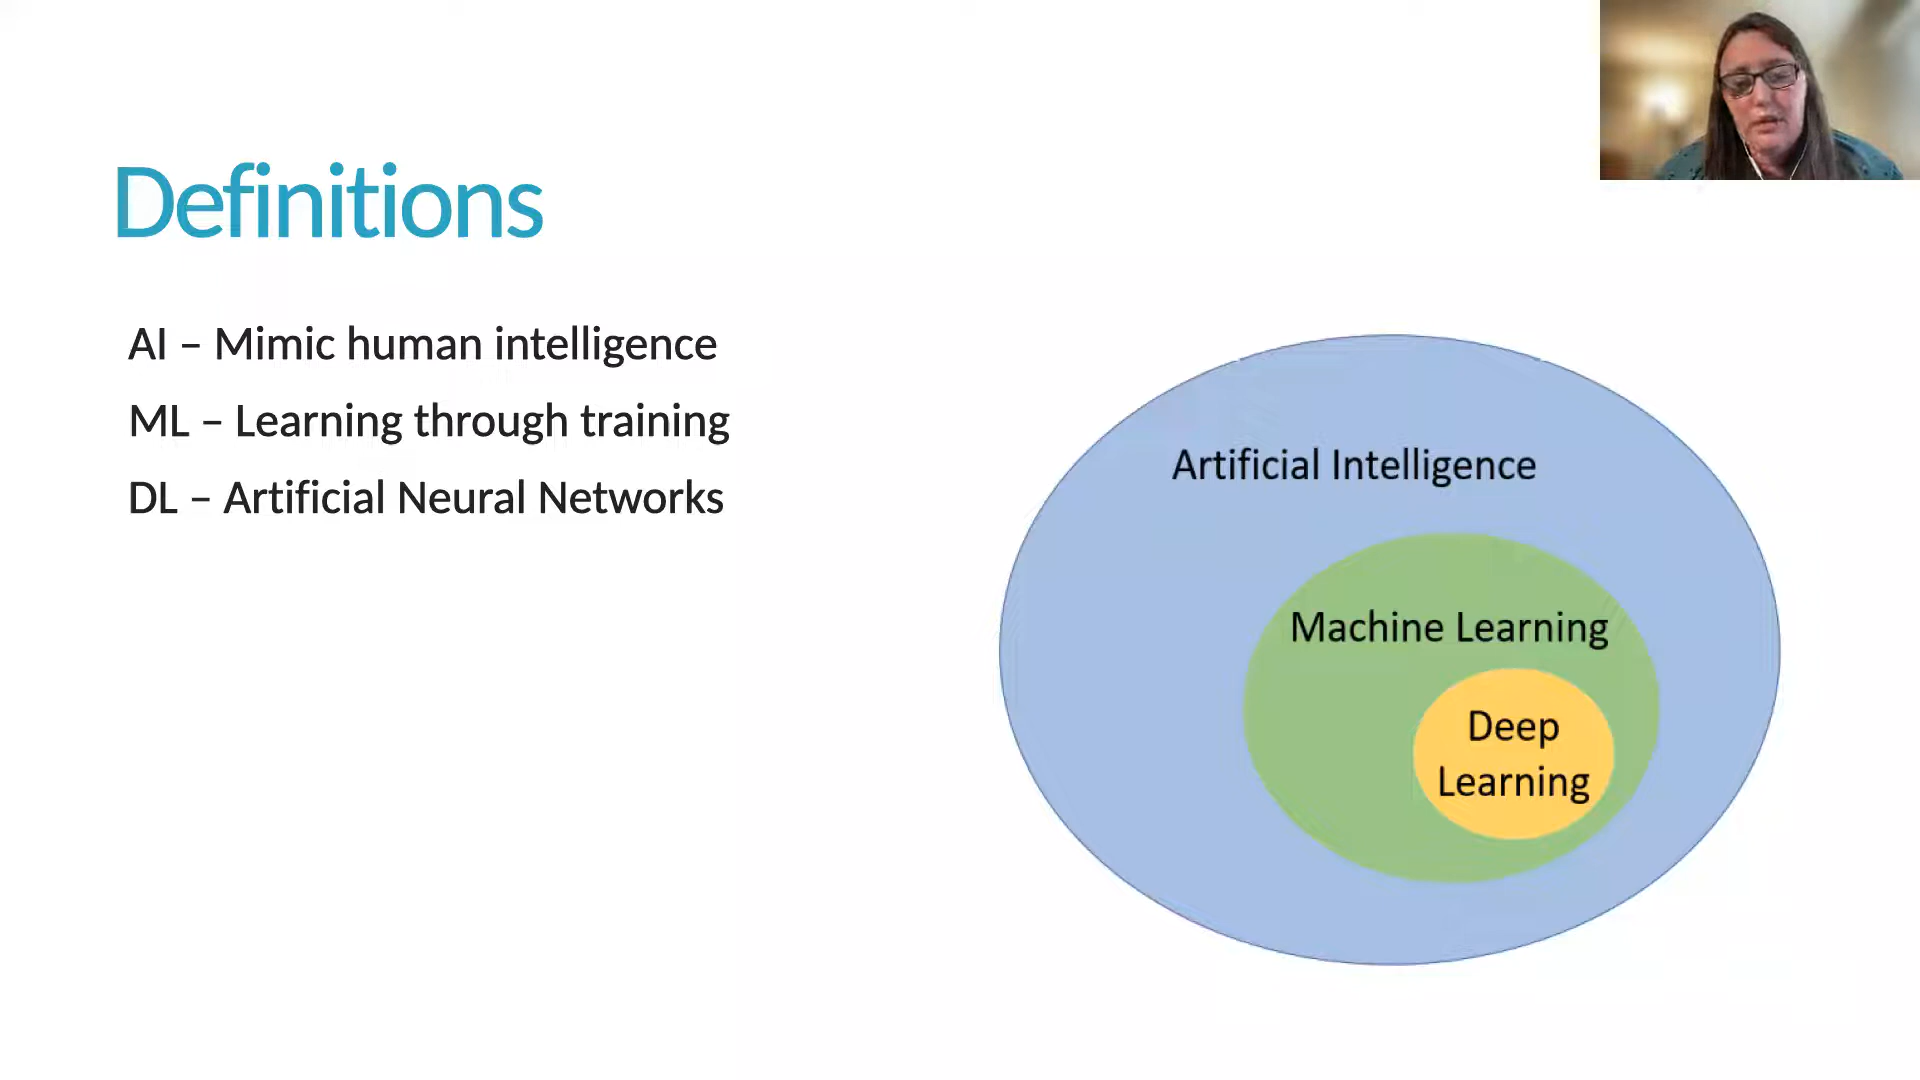 Definitions
AI – Mimic human intelligence
ML – Learning through training
DL – Artificial Neural Networks
Artificial Intelligence
Machine Learning
Deep
Learning